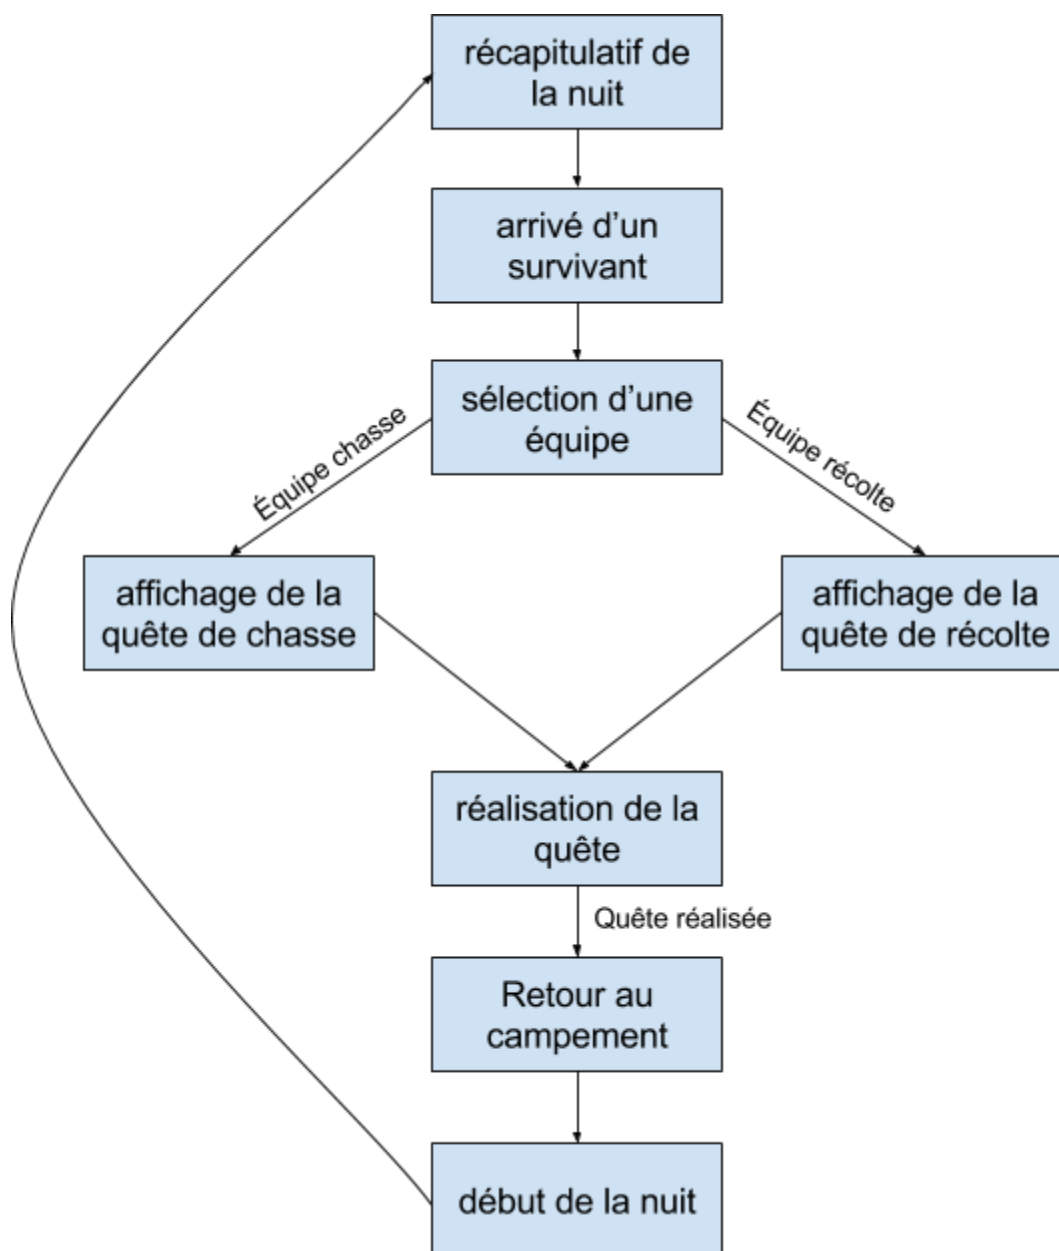 récapitulatif de
la nuit
arrivé d’un
survivant
sélection d’une
équipe
Équipe chasse
Équipe récolte
affichage de la
quête de chasse
affichage de la
quête de récolte
réalisation de la
quête
Quête réalisée
Retour au
campement
début de la nuit